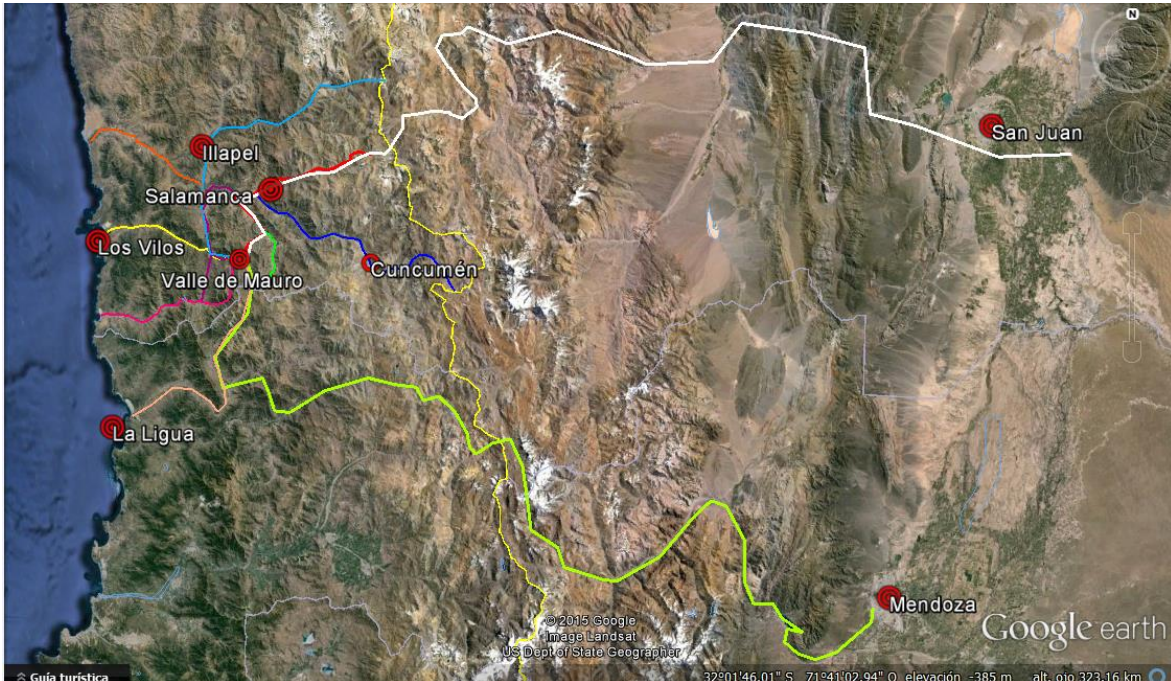 N
San Juan
Illapel
Salamanca
Los Vilos
Cuncumén
Valle de Mauro
La Ligua
Mendoza
© 2015 Google
Image Landsat
US Dept of State Geographer
Google earth
Guía turística
32°01'46.01" S 71°41'02.94" O elevación -385 m alt. ojo 323.16 km